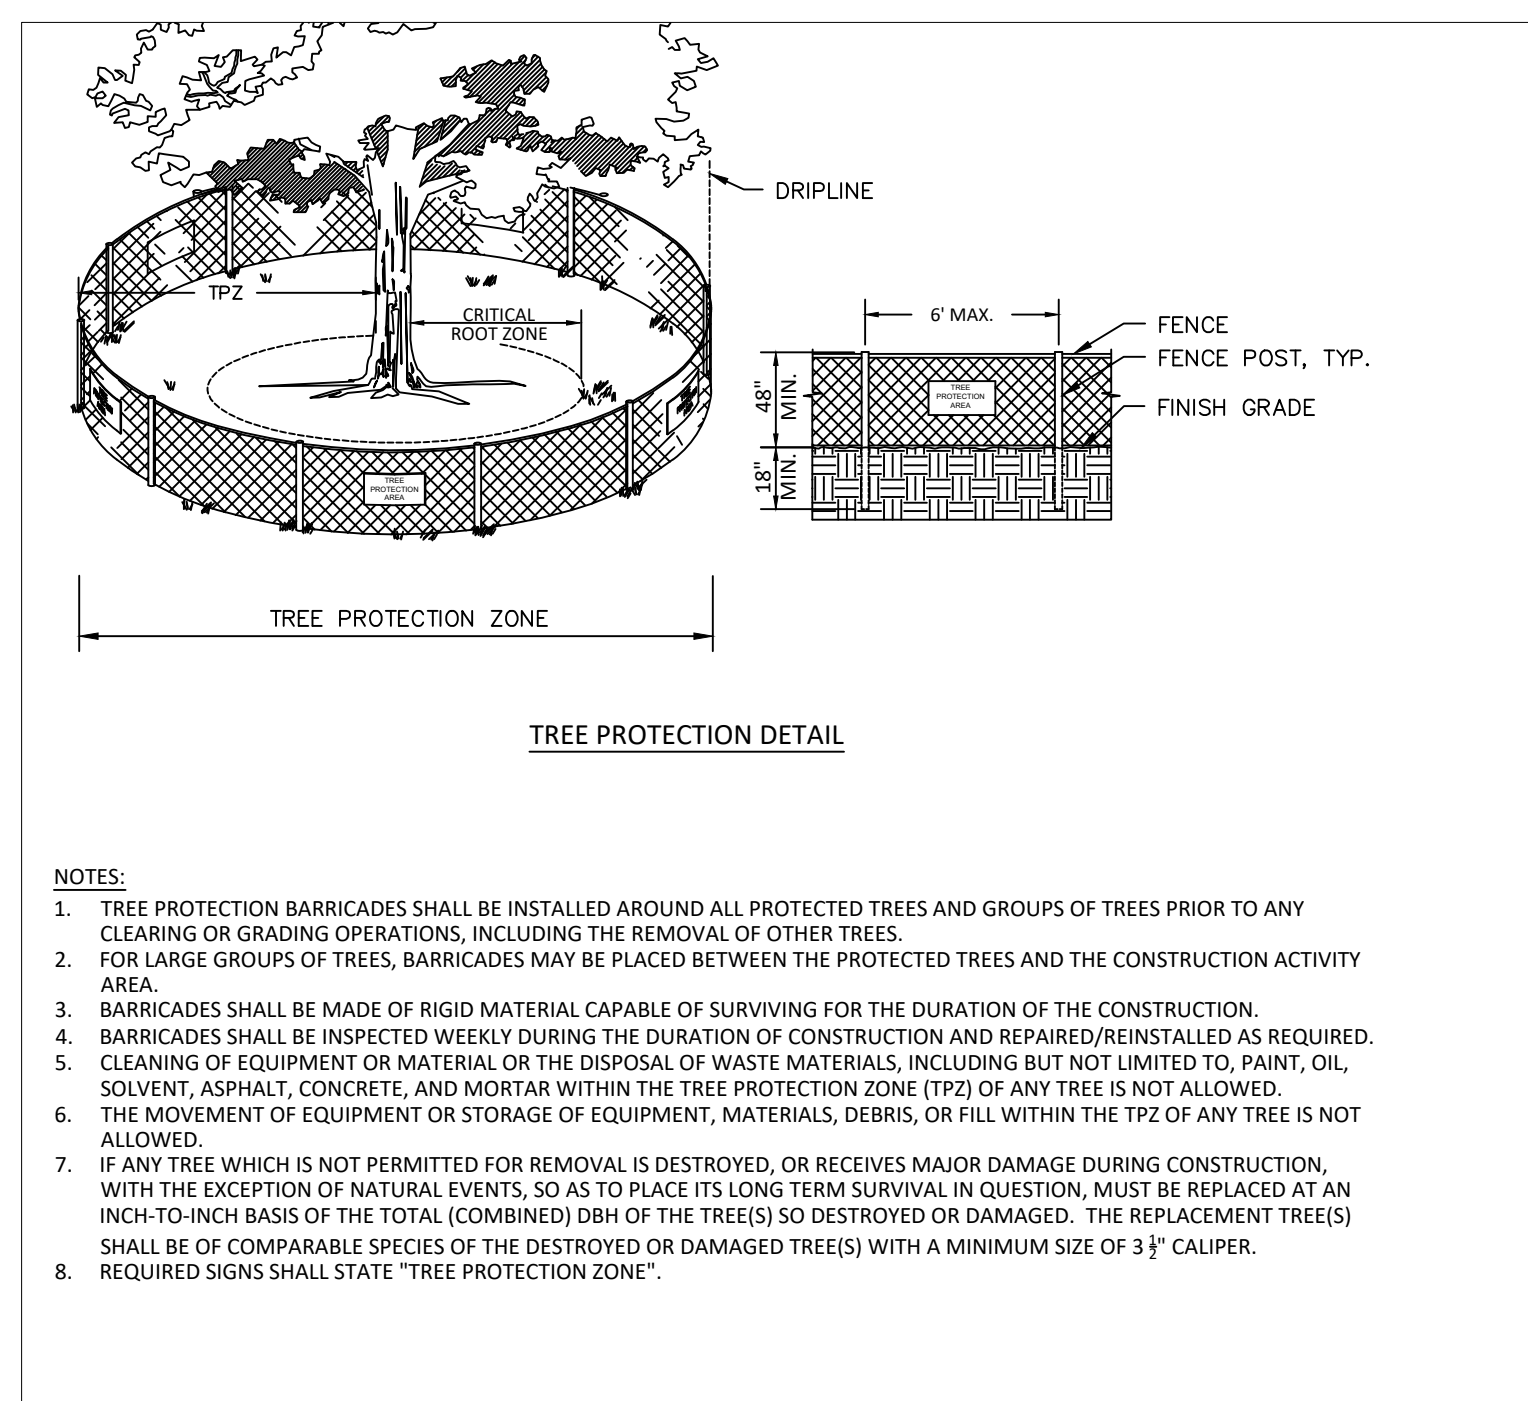 DRIPLINE
TPZ
CRITICAL
ROOT ZONE
TREE
PROTECTION
AREA
TREE PROTECTION ZONE
6' MAX.
FENCE
FENCE POST, TYP.
FINISH GRADE
48"
MIN.
18"
MIN.
TREE
PROTECTION
AREA
TREE PROTECTION DETAIL
NOTES:
1. TREE PROTECTION BARRICADES SHALL BE INSTALLED AROUND ALL PROTECTED TREES AND GROUPS OF TREES PRIOR TO ANY
CLEARING OR GRADING OPERATIONS, INCLUDING THE REMOVAL OF OTHER TREES.
2. FOR LARGE GROUPS OF TREES, BARRICADES MAY BE PLACED BETWEEN THE PROTECTED TREES AND THE CONSTRUCTION ACTIVITY
AREA.
3. BARRICADES SHALL BE MADE OF RIGID MATERIAL CAPABLE OF SURVIVING FOR THE DURATION OF THE CONSTRUCTION.
4. BARRICADES SHALL BE INSPECTED WEEKLY DURING THE DURATION OF CONSTRUCTION AND REPAIRED/REINSTALLED AS REQUIRED.
5. CLEANING OF EQUIPMENT OR MATERIAL OR THE DISPOSAL OF WASTE MATERIALS, INCLUDING BUT NOT LIMITED TO, PAINT, OIL,
SOLVENT, ASPHALT, CONCRETE, AND MORTAR WITHIN THE TREE PROTECTION ZONE (TPZ) OF ANY TREE IS NOT ALLOWED.
6. THE MOVEMENT OF EQUIPMENT OR STORAGE OF EQUIPMENT, MATERIALS, DEBRIS, OR FILL WITHIN THE TPZ OF ANY TREE IS NOT
ALLOWED.
7. IF ANY TREE WHICH IS NOT PERMITTED FOR REMOVAL IS DESTROYED, OR RECEIVES MAJOR DAMAGE DURING CONSTRUCTION,
WITH THE EXCEPTION OF NATURAL EVENTS, SO AS TO PLACE ITS LONG TERM SURVIVAL IN QUESTION, MUST BE REPLACED AT AN
INCH-TO-INCH BASIS OF THE TOTAL (COMBINED) DBH OF THE TREE(S) SO DESTROYED OR DAMAGED. THE REPLACEMENT TREE(S)
SHALL BE OF COMPARABLE SPECIES OF THE DESTROYED OR DAMAGED TREE(S) WITH A MINIMUM SIZE OF 3 ½" CALIPER.
8. REQUIRED SIGNS SHALL STATE "TREE PROTECTION ZONE".